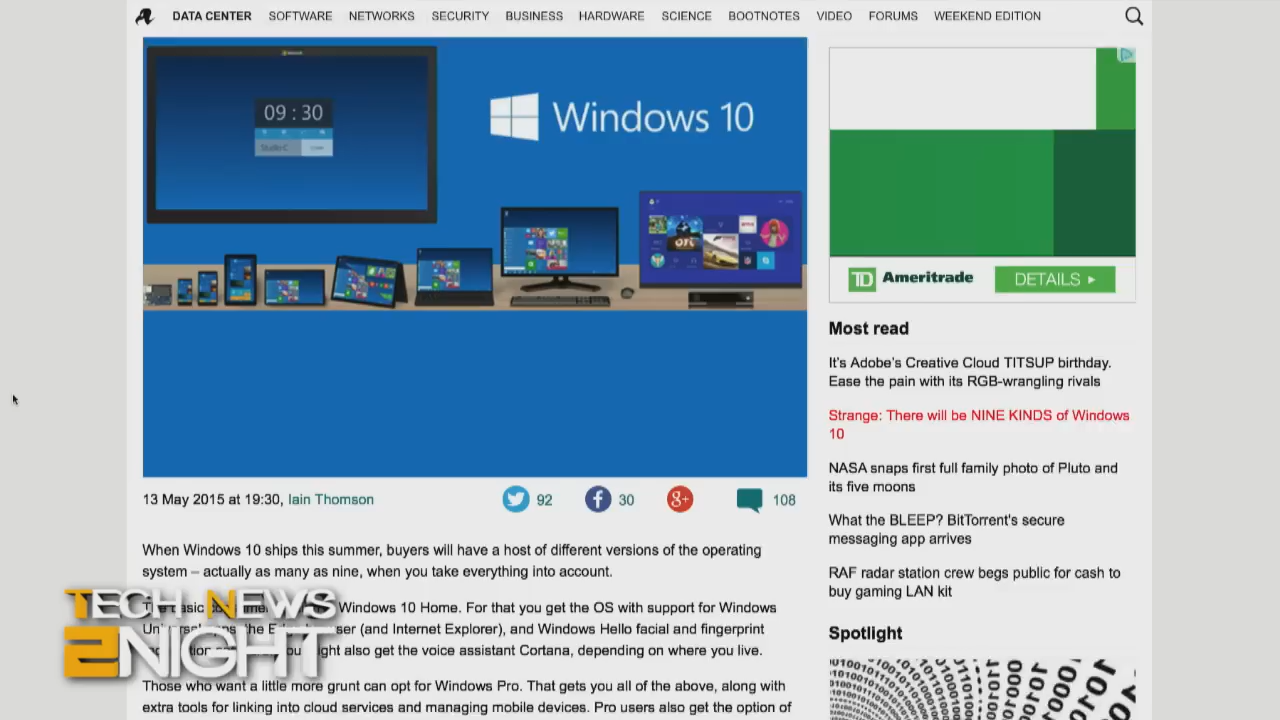 DATA CENTER SOFTWARE NETWORKS SECURITY BUSINESS HARDWARE SCIENCE BOOTNOTES VIDEO FORUMS WEEKEND EDITION
09:30
Windows 10
ori
TD Ameritrade
DETAILS
Most read
It's Adobe's Creative Cloud TITSUP birthday.
Ease the pain with its RGB-wrangling rivals
Strange: There will be NINE KINDS of Windows
10
NASA snaps first full family photo of Pluto and
its five moons
What the BLEEP? BitTorrent's secure
messaging app arrives
RAF radar station crew begs public for cash to
buy gaming LAN kit
Spotlight
13 May 2015 at 19:30, Iain Thomson
92
30
g+
108
When Windows 10 ships this summer, buyers will have a host of different versions of the operating
system – actually as many as nine, when you take everything into account.
Windows 10 Home. For that you get the OS with support for Windows
the (and Internet Explorer), and Windows Hello facial and fingerprint
also get the voice assistant Cortana, depending on where you live.
Those who want a little more grunt can opt for Windows Pro. That gets you all of the above, along with
extra tools for linking into cloud services and managing mobile devices. Pro users also get the option of
TECH NEWS
2NIGHT